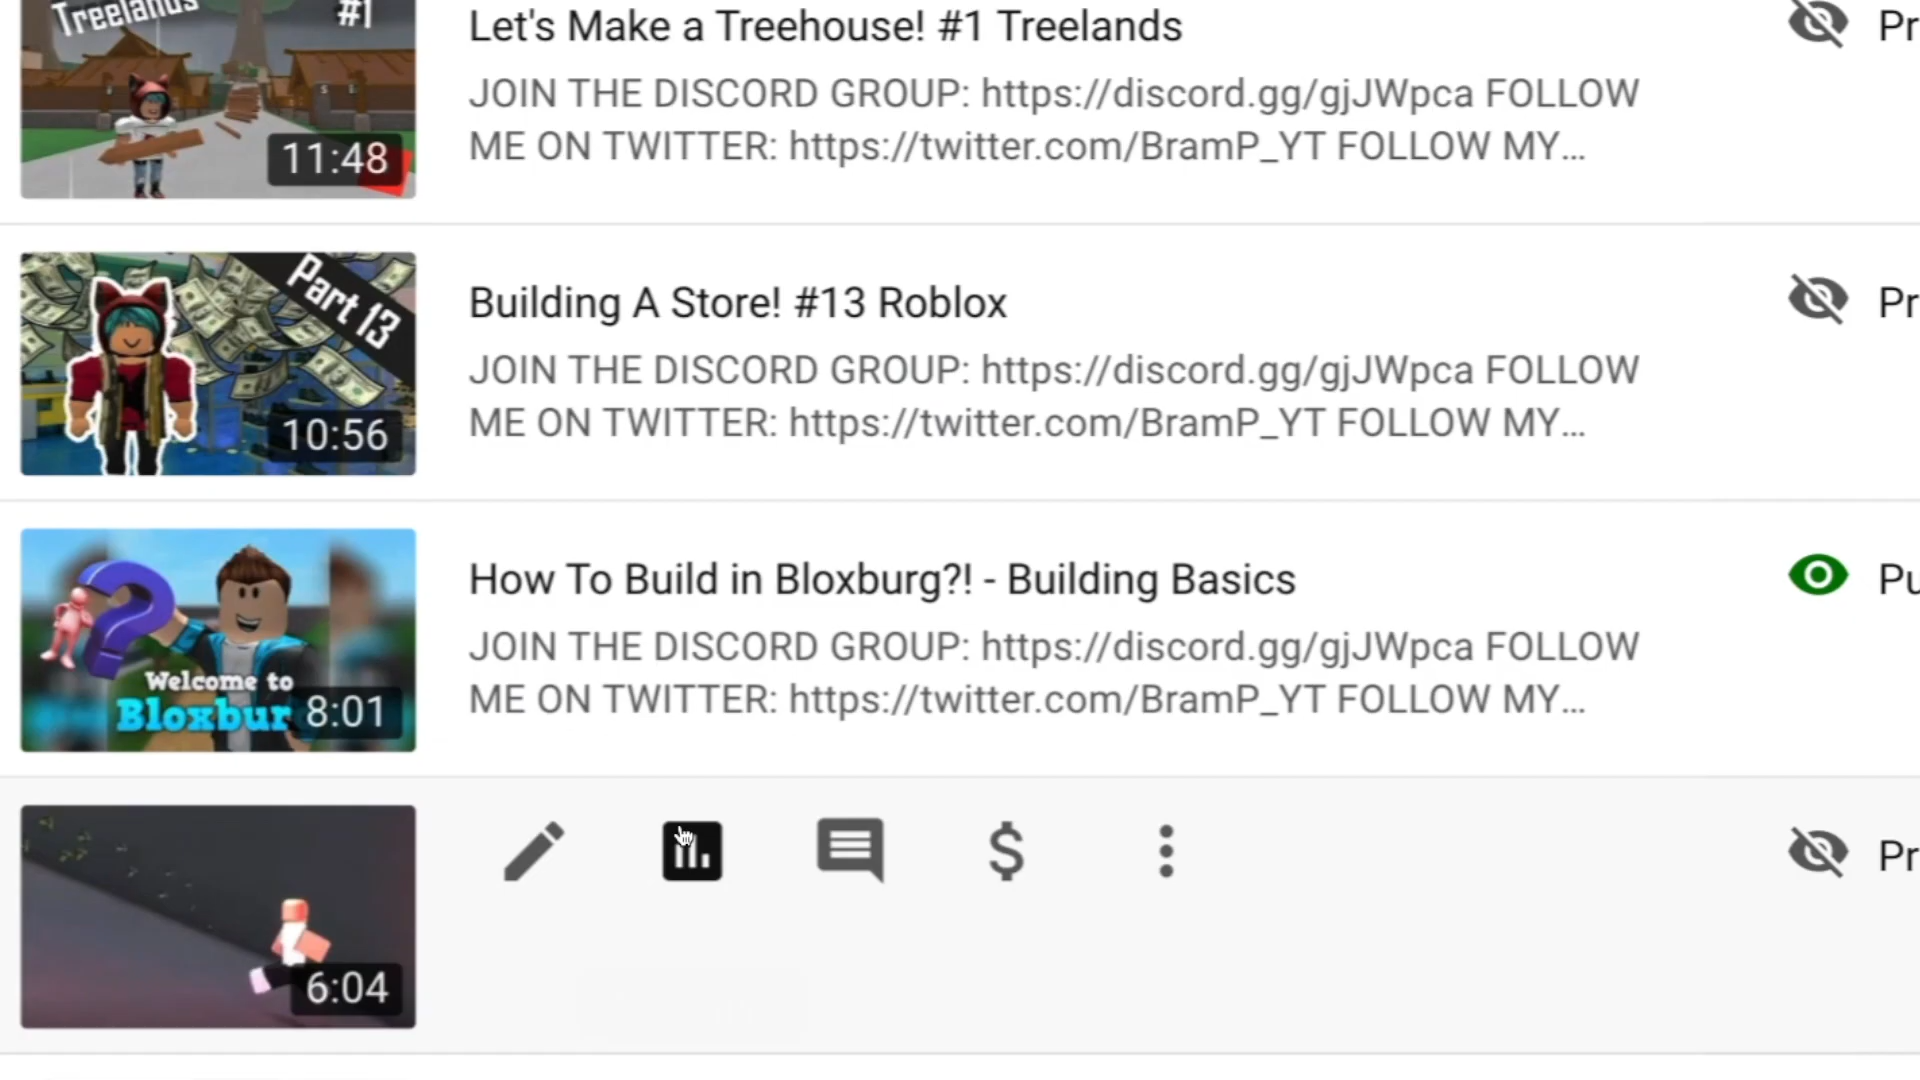 Treelands
#1
11:48
Let's Make a Treehouse! #1 Treelands
JOIN THE DISCORD GROUP: https://discord.gg/gjJWpca FOLLOW
ME ON TWITTER: https://twitter.com/BramP_YT FOLLOW MY...
Pr
Part 13
10:56
Building A Store! #13 Roblox
JOIN THE DISCORD GROUP: https://discord.gg/gjJWpca FOLLOW
ME ON TWITTER: https://twitter.com/BramP_YT FOLLOW MY...
Pr
Welcome to
Bloxbur
8:01
How To Build in Bloxburg?! - Building Basics
JOIN THE DISCORD GROUP: https://discord.gg/gjJWpca FOLLOW
ME ON TWITTER: https://twitter.com/BramP_YT FOLLOW MY...
Pu
6:04
Pr